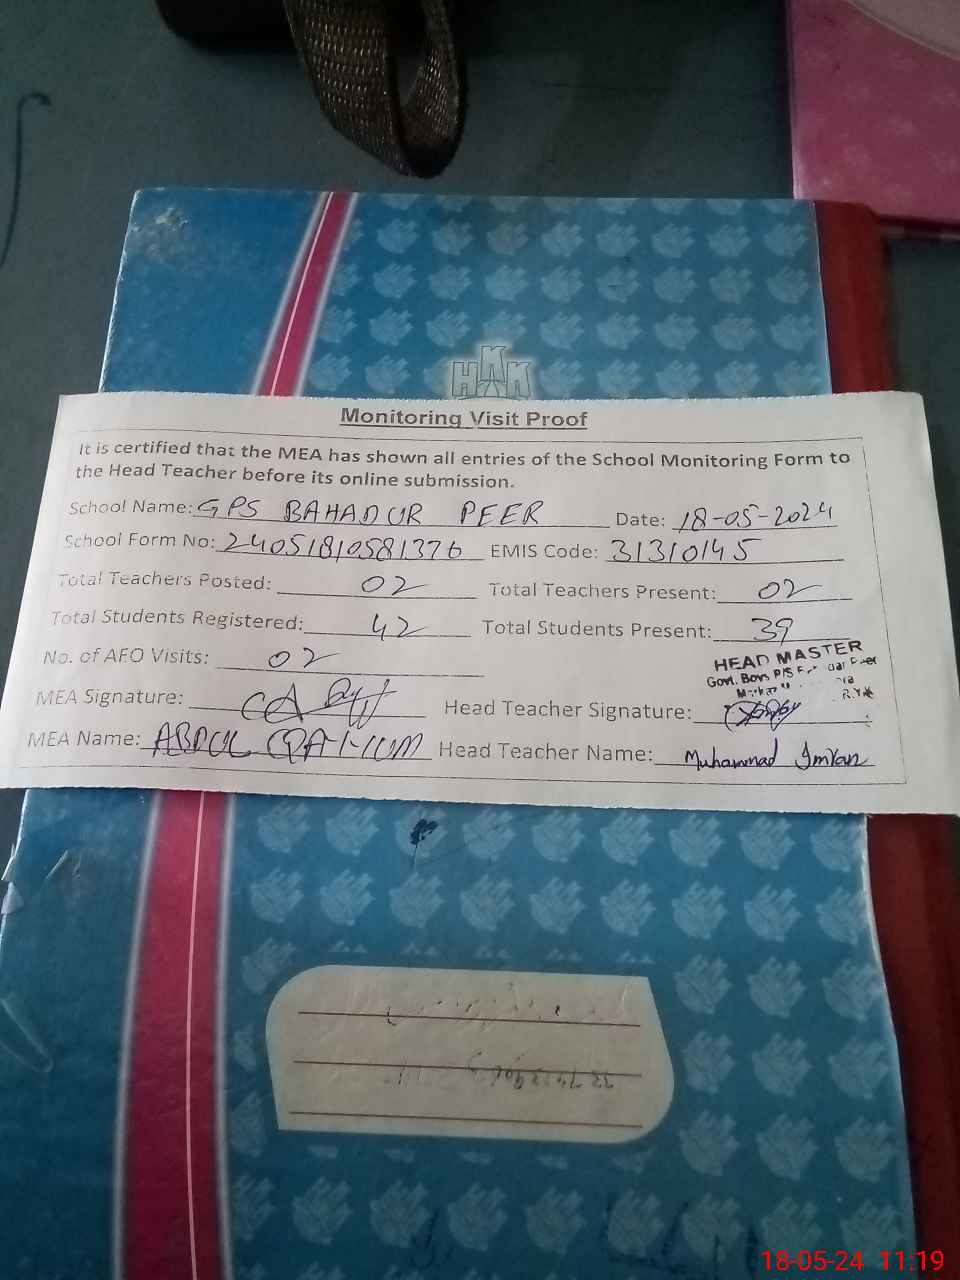 HKK
Monitoring Visit Proof
It is certified that the MEA has shown all entries of the School Monitoring Form to
the Head Teacher before its online submission.
School Name: GPS BAHADUR PEER Date: 18-05-2024
School Form No: 24051810581376 EMIS Code: 31310145
Total Teachers Posted: 02 Total Teachers Present: 02
Total Students Registered: 42 Total Students Present: 39
No. of AEO Visits: 02
HEAD MASTER
Govt. Boys P/S
R.Y.K
MEA Signature: Head Teacher Signature:
MEA Name: ABDUL QAYYUM Head Teacher Name: Muhammad Imran
18-05-24 11:19